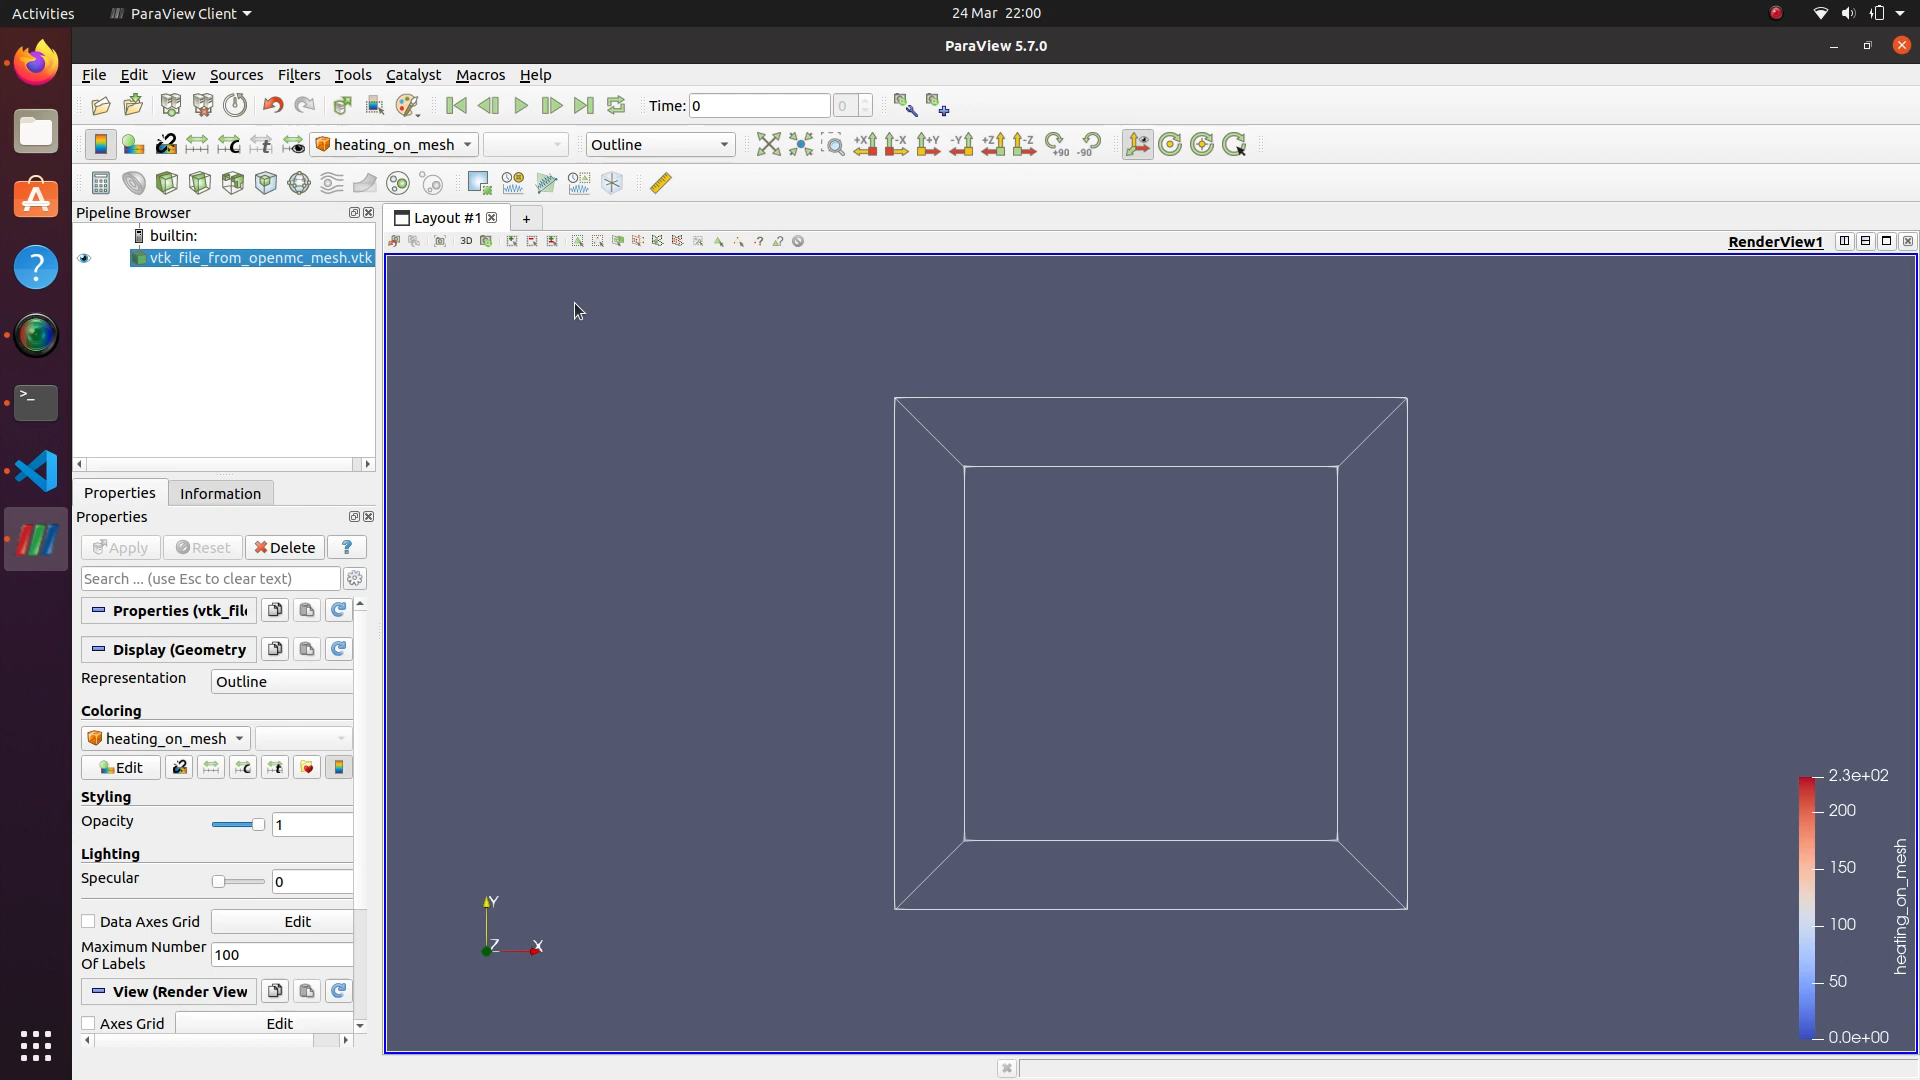 Activities
ParaView Client
24 Mar 22:00
ParaView 5.7.0
File Edit View Sources Filters Tools Catalyst Macros Help
Time: 0
0
heating_on_mesh
Outline
+X -X +Y -Y +Z -Z +90 -90
Pipeline Browser
builtin:
vtk_file_from_openmc_mesh.vtk
Layout #1
+
3D
RenderView1
Properties
Information
Properties
Apply
Reset
Delete
?
Search ... (use Esc to clear text)
Properties (vtk_fil
Display (Geometry
Representation
Outline
Coloring
heating_on_mesh
Edit
Styling
Opacity
1
Lighting
Specular
0
Data Axes Grid
Edit
Maximum Number
Of Labels
100
View (Render View
Axes Grid
Edit
Y
Z
X
2.3e+02
200
150
100
50
0.0e+00
heating_on_mesh